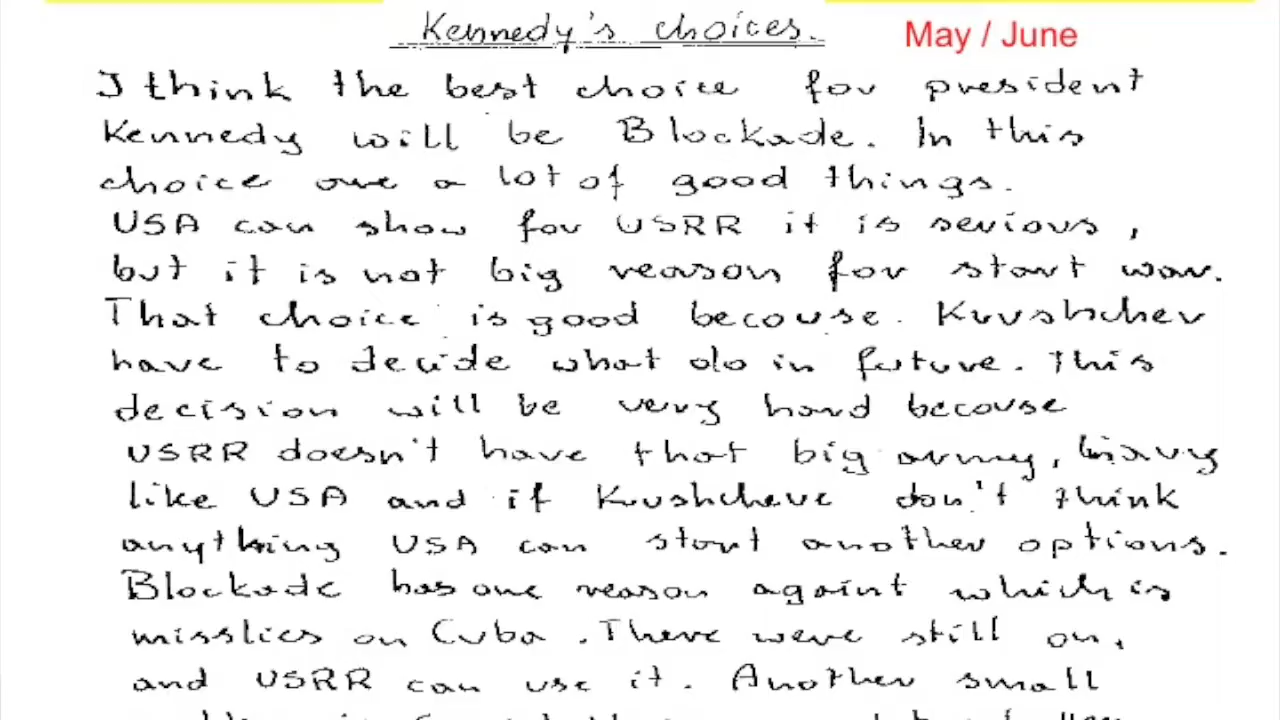 Kennedy's choices.
May / June
I think the best choice for president
Kennedy will be Blockade. In this
choice are a lot of good things.
USA can show for USRR it is serious,
but it is not big reason for start war.
That choice is good becouse. Krushchev
have to decide what do in future. This
decision will be very hard becouse
USRR doesn't have that big army, navy
like USA and if Krushcheve don't think
anything USA can start another options.
Blockade has one reason againt which is
misslies on Cuba. There were still on,
and USRR can use it. Another small